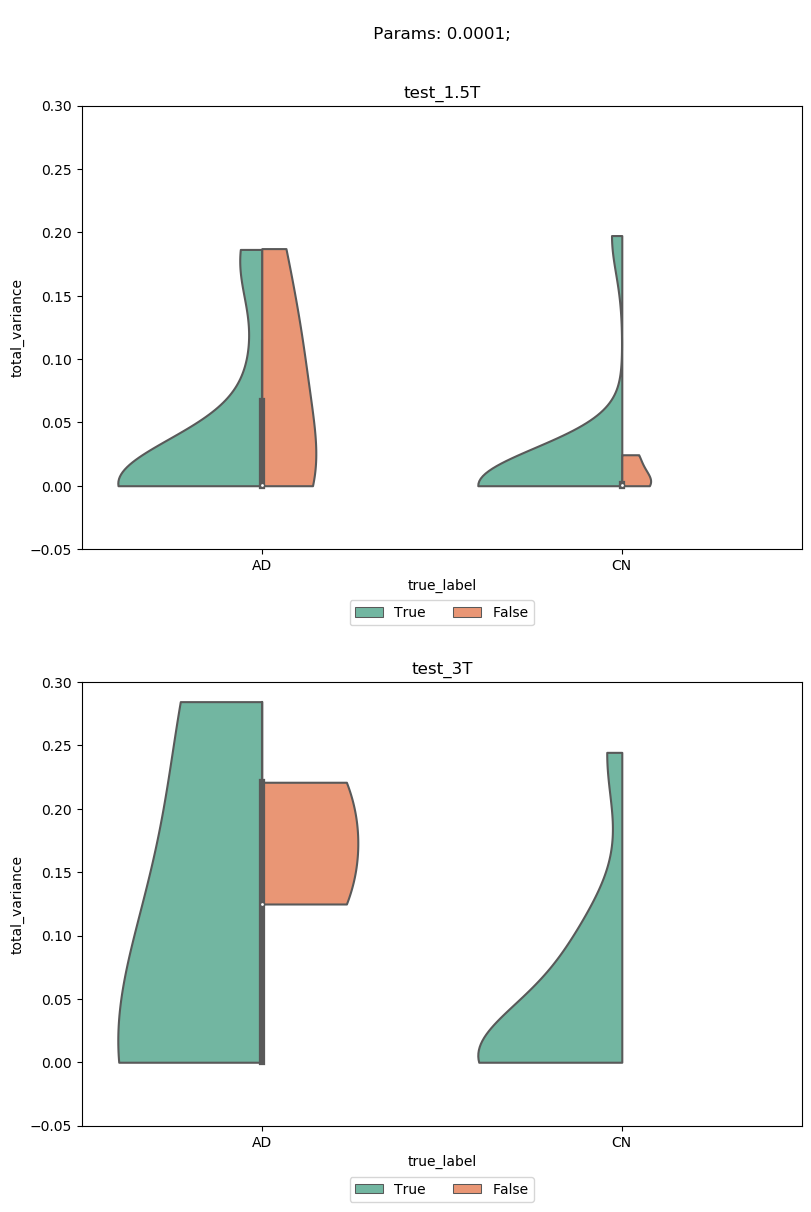 Params: 0.0001;
test_1.5T
0.30
0.25
0.20
0.15
0.10
0.05
0.00
−0.05
total_variance
AD CN
true_label
True False
test_3T
0.30
0.25
0.20
0.15
0.10
0.05
0.00
−0.05
total_variance
AD CN
true_label
True False